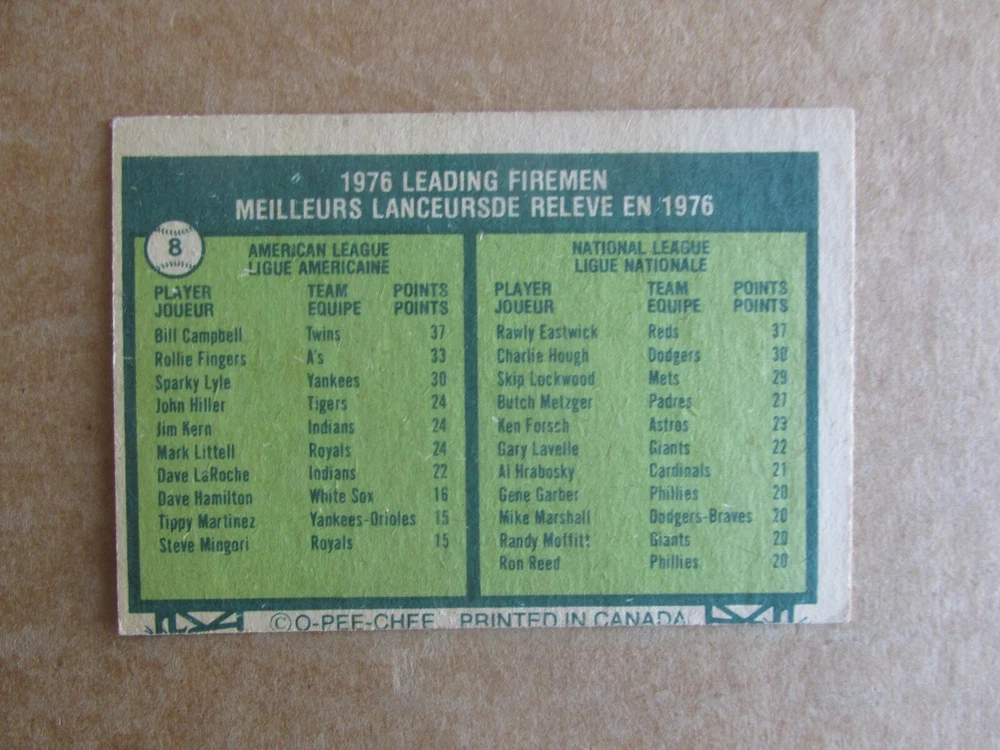 1976 LEADING FIREMEN
MEILLEURS LANCEURSDE RELEVE EN 1976
8
AMERICAN LEAGUE
LIGUE AMERICAINE
PLAYER TEAM POINTS
JOUEUR EQUIPE POINTS
Bill Campbell Twins 37
Rollie Fingers A's 33
Sparky Lyle Yankees 30
John Hiller Tigers 24
Jim Kern Indians 24
Mark Littell Royals 24
Dave LaRoche Indians 22
Dave Hamilton White Sox 16
Tippy Martinez Yankees-Orioles 15
Steve Mingori Royals 15
NATIONAL LEAGUE
LIGUE NATIONALE
PLAYER TEAM POINTS
JOUEUR EQUIPE POINTS
Rawly Eastwick Reds 37
Charlie Hough Dodgers 30
Skip Lockwood Mets 29
Butch Metzger Padres 27
Ken Forsch Astros 23
Gary Lavelle Giants 22
Al Hrabosky Cardinals 21
Gene Garber Phillies 20
Mike Marshall Dodgers-Braves 20
Randy Moffitt Giants 20
Ron Reed Phillies 20
© O-PEE-CHEE PRINTED IN CANADA